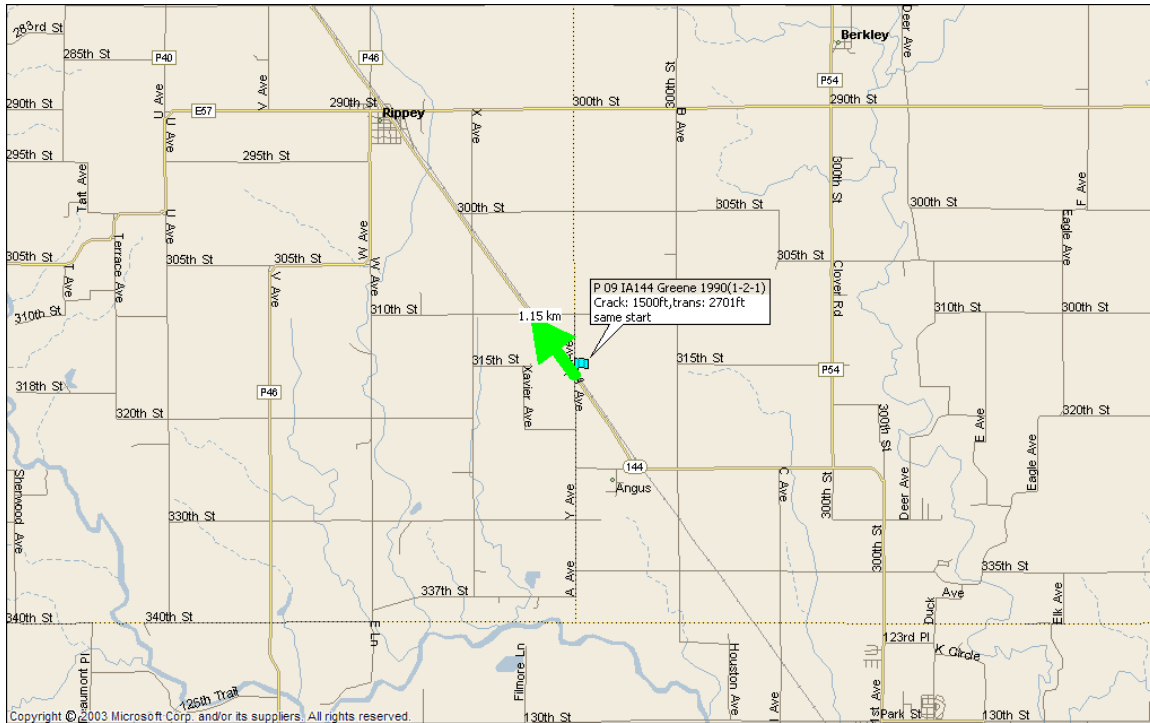 283rd St
285th St
P40
V Ave
P46
300th St
Berkley
Deer Ave
P54
290th St
U Ave
E57
290th St
Rippey
X Ave
300th St
B Ave
290th St
U Ave
295th St
295th St
Taft Ave
300th St
F Ave
300th St
305th St
300th St
Eagle Ave
U Ave
Terrace Ave
W Ave
305th St
T Ave
305th St
305th St
V Ave
W Ave
305th St
305th St
Clover Rd
310th St
310th St
310th St
300th St
P 09 IA144 Greene 1990(1-2-1)
Crack: 1500ft,trans: 2701ft
same start
1.15 km
315th St
Xavier Ave
Ave
315th St
P54
318th St
P46
320th St
300th St
E Ave
320th St
Eagle Ave
144
Angus
Sherwood Ave
Y Ave
C Ave
300th St
Deer Ave
330th St
300th St
A Ave
337th St
335th St
Duck Ave
Elk Ave
340th St
340th St
E Ln
123rd Pl
K Circle
Filmore Ln
Houston Ave
125th Trail
1st Ave
Park St
130th St
130th St
Copyright © 2003 Microsoft Corp. and/or its suppliers. All rights reserved.